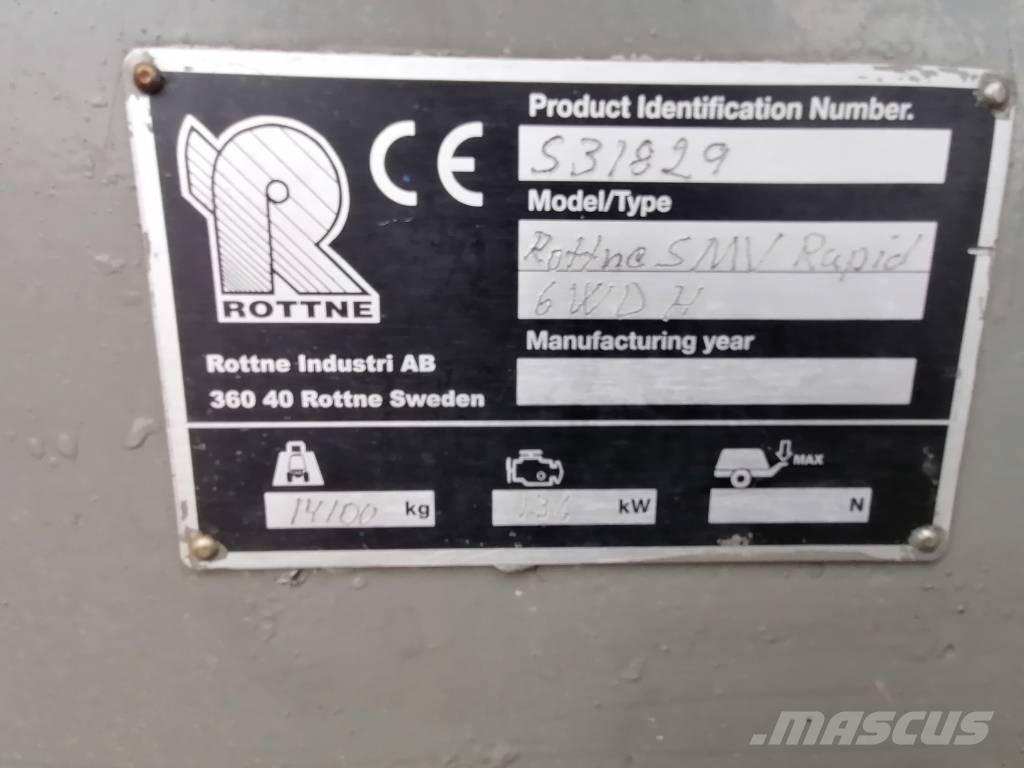 Product Identification Number.
S31829
Model/Type
Rottne SMV Rapid
6WD H
Manufacturing year
ROTTNE
CE
Rottne Industri AB
360 40 Rottne Sweden
14100 kg
136 kW
MAX
N
MASCUS